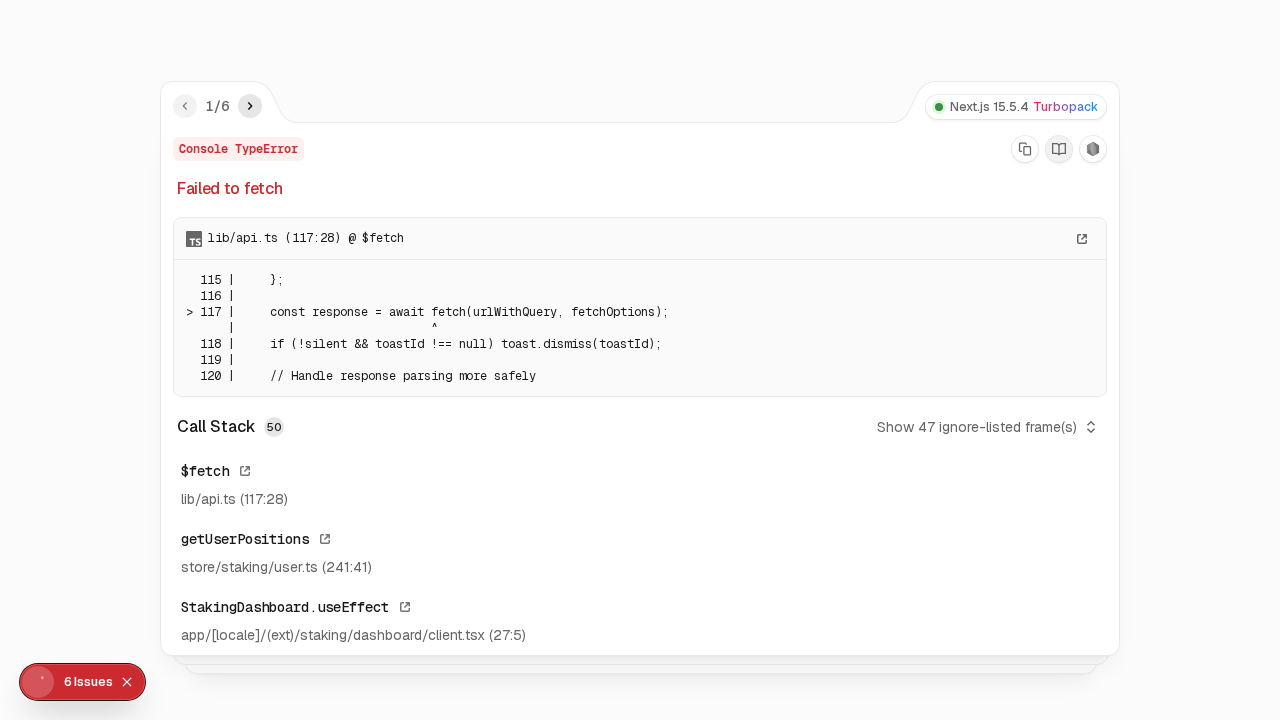 1/6
Next.js 15.5.4 Turbopack
Console TypeError
Failed to fetch
TS lib/api.ts (117:28) @ $fetch
115 |     };
116 |
> 117 |     const response = await fetch(urlWithQuery, fetchOptions);
|                            ^
118 |     if (!silent && toastId !== null) toast.dismiss(toastId);
119 |
120 |     // Handle response parsing more safely
Call Stack 50
Show 47 ignore-listed frame(s)
$fetch
lib/api.ts (117:28)
getUserPositions
store/staking/user.ts (241:41)
StakingDashboard.useEffect
app/[locale]/(ext)/staking/dashboard/client.tsx (27:5)
6 Issues